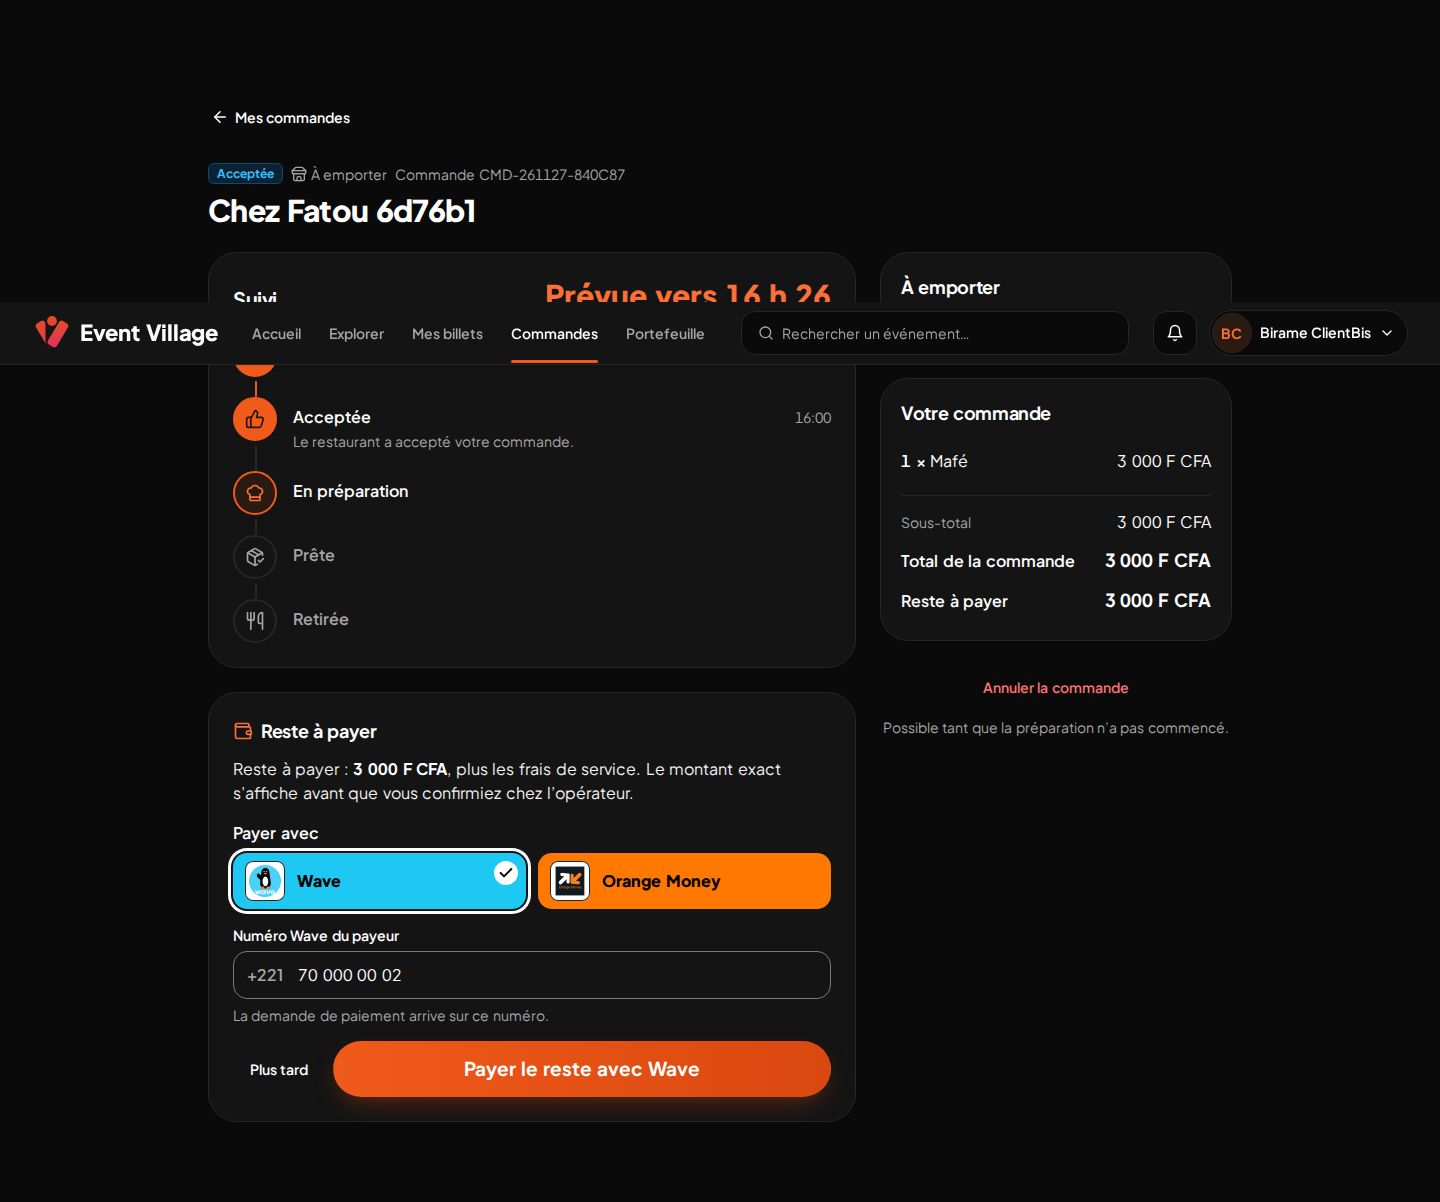 Mes commandes
Acceptée À emporter Commande CMD-261127-840C87
Chez Fatou 6d76b1
Suivi
Prévue vers 16 h 26
À emporter
Event Village
Accueil
Explorer
Mes billets
Commandes
Portefeuille
Rechercher un événement…
BC
Birame ClientBis
Acceptée
16:00
Le restaurant a accepté votre commande.
En préparation
Prête
Retirée
Votre commande
1 × Mafé 3 000 F CFA
Sous-total 3 000 F CFA
Total de la commande 3 000 F CFA
Reste à payer 3 000 F CFA
Annuler la commande
Possible tant que la préparation n’a pas commencé.
Reste à payer
Reste à payer : 3 000 F CFA, plus les frais de service. Le montant exact
s’affiche avant que vous confirmiez chez l’opérateur.
Payer avec
wave
Wave
Orange Money
Numéro Wave du payeur
+221 70 000 00 02
La demande de paiement arrive sur ce numéro.
Plus tard
Payer le reste avec Wave